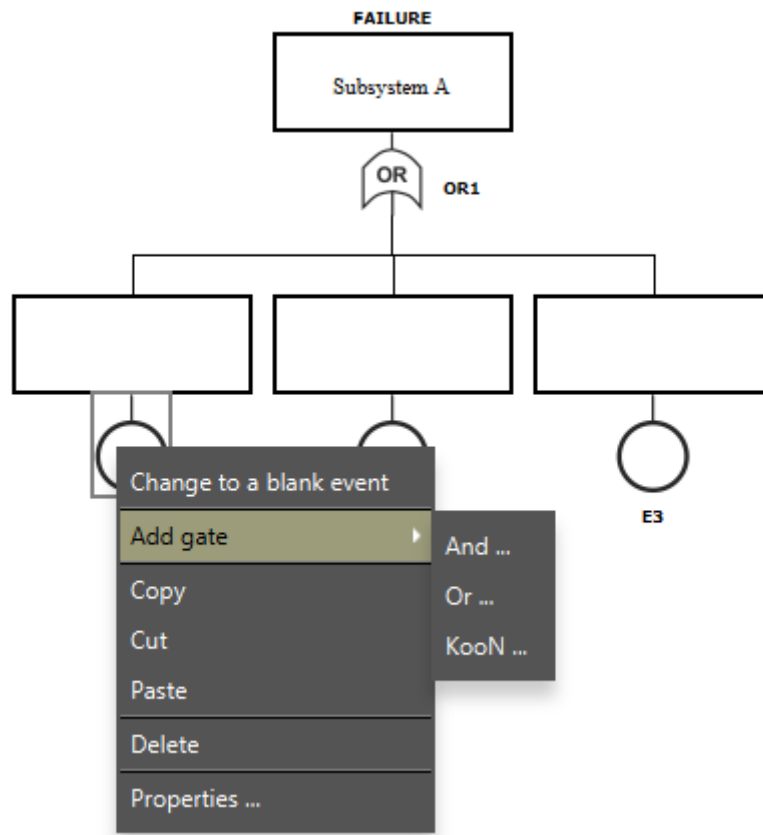 FAILURE
Subsystem A
OR
OR1
Change to a blank event
Add gate
And ...
Or ...
KooN ...
E3
Copy
Cut
Paste
Delete
Properties ...